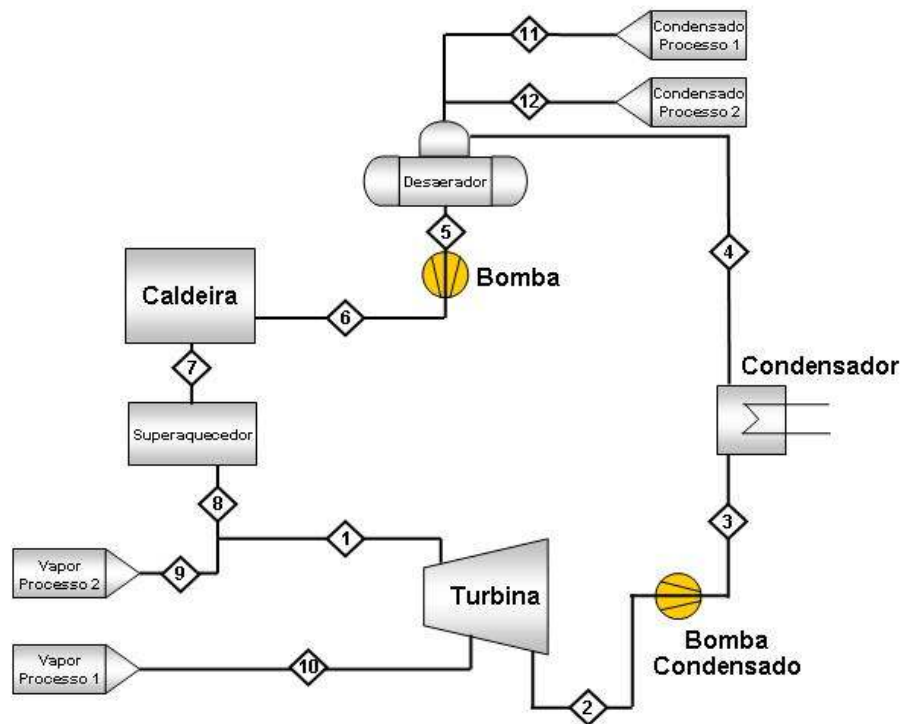 11
Condensado
Processo 1
12
Condensado
Processo 2
Desaerador
5
4
Bomba
Caldeira
6
7
Condensador
Superaquecedor
8
3
1
Vapor
Processo 2
9
Turbina
Bomba
Condensado
Vapor
Processo 1
10
2